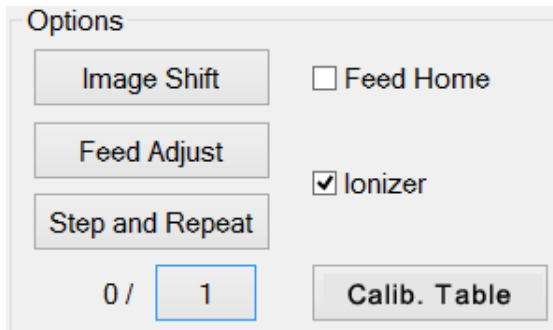 Options
Image Shift
Feed Home
Feed Adjust
Ionizer
Step and Repeat
0 / 1
Calib. Table